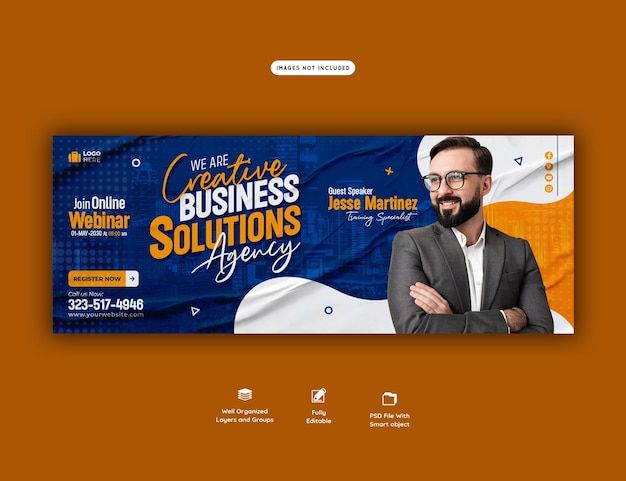 IMAGES NOT INCLUDED
LOGO
HERE
Join Online
Webinar
01-MAY-2030 At 08:00 am
REGISTER NOW
Call us Now:
323-517-4946
www.yourwebsite.com
WE ARE
Creative
BUSINESS
SOLUTIONS
Agency
Guest Speaker
Jesse Martinez
Training Specialist
Well Organized
Layers and Groups
Fully
Editable
PSD File With
Smart object